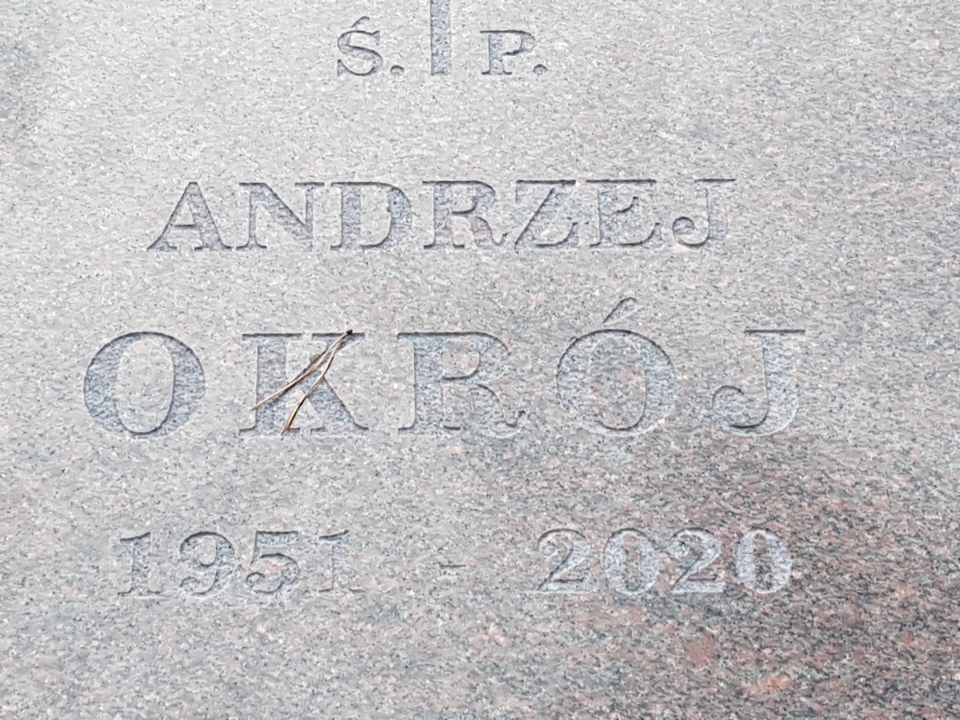 Ś. P.
ANDRZEJ
OKRÓJ
1951 - 2020